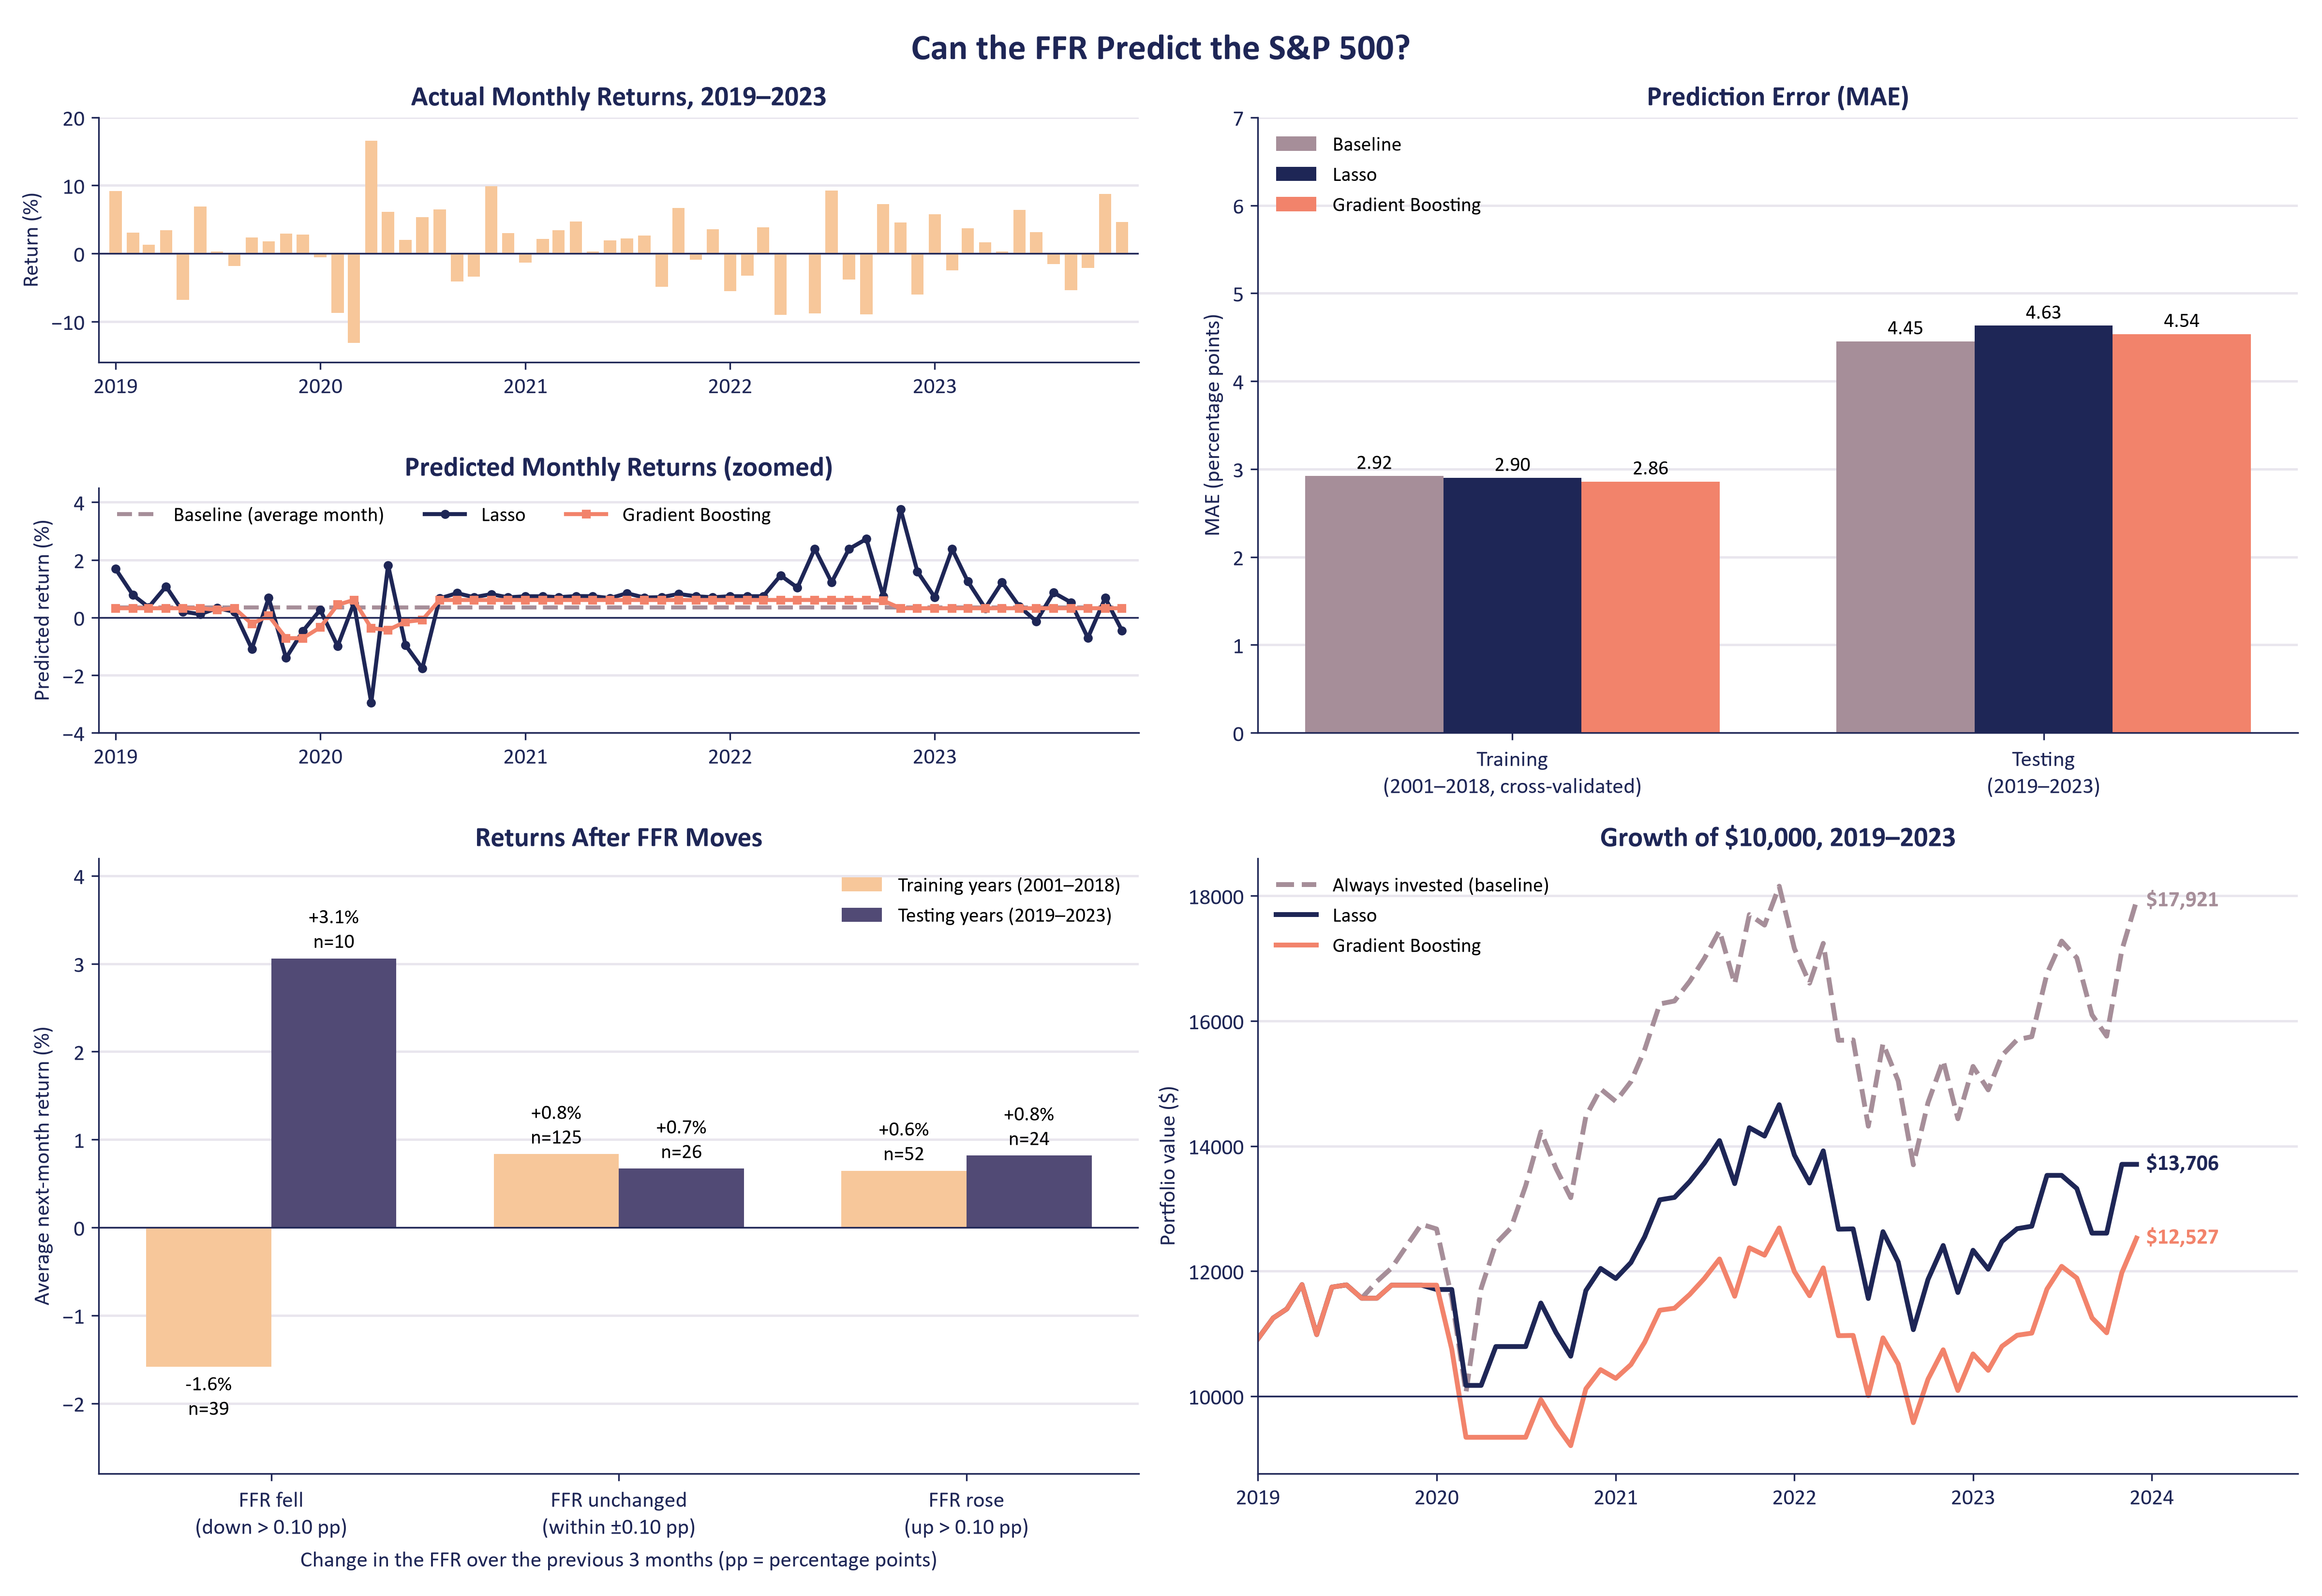 Can the FFR Predict the S&P 500?
Actual Monthly Returns, 2019–2023
Return (%)
20
10
0
−10
2019
2020
2021
2022
2023
Predicted Monthly Returns (zoomed)
Predicted return (%)
4
2
0
−2
−4
Baseline (average month)
Lasso
Gradient Boosting
2019
2020
2021
2022
2023
Prediction Error (MAE)
MAE (percentage points)
7
6
5
4
3
2
1
0
Baseline
Lasso
Gradient Boosting
2.92
2.90
2.86
4.45
4.63
4.54
Training
(2001–2018, cross-validated)
Testing
(2019–2023)
Returns After FFR Moves
Average next-month return (%)
4
3
2
1
0
−1
−2
Training years (2001–2018)
Testing years (2019–2023)
-1.6%
n=39
+3.1%
n=10
+0.8%
n=125
+0.7%
n=26
+0.6%
n=52
+0.8%
n=24
FFR fell
(down > 0.10 pp)
FFR unchanged
(within ±0.10 pp)
FFR rose
(up > 0.10 pp)
Change in the FFR over the previous 3 months (pp = percentage points)
Growth of $10,000, 2019–2023
Portfolio value ($)
18000
16000
14000
12000
10000
Always invested (baseline)
Lasso
Gradient Boosting
$17,921
$13,706
$12,527
2019
2020
2021
2022
2023
2024